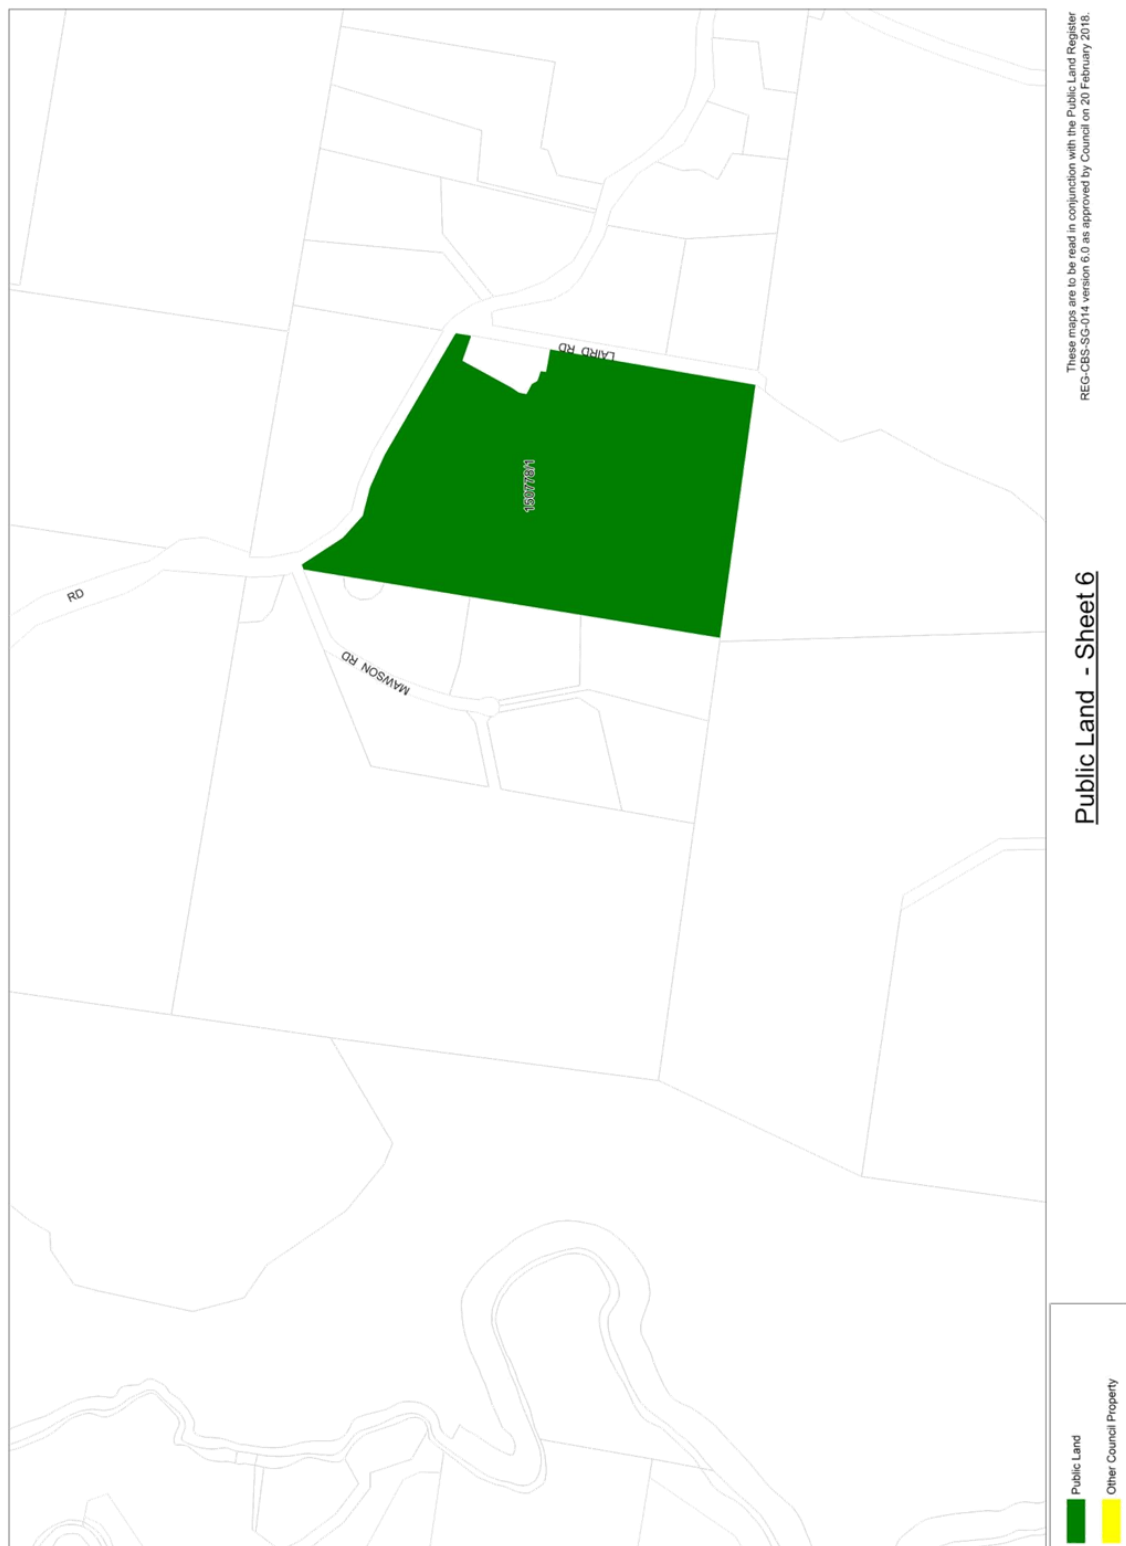 These maps are to be read in conjunction with the Public Land Register
REG-CBS-SG-014 version 6.0 as approved by Council on 20 February 2018.
LAIRD RD
150778/1
RD
MAWSON RD
Public Land - Sheet 6
Public Land
Other Council Property